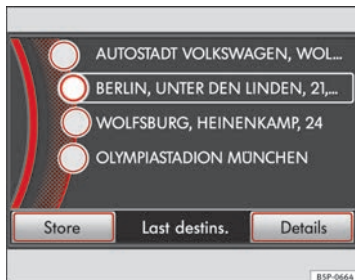 AUTOSTADT VOLKSWAGEN, WOL...
BERLIN, UNTER DEN LINDEN, 21,...
WOLFSBURG, HEINENKAMP, 24
OLYMPIASTADION MÜNCHEN
Store Last destins. Details
B5P-0664